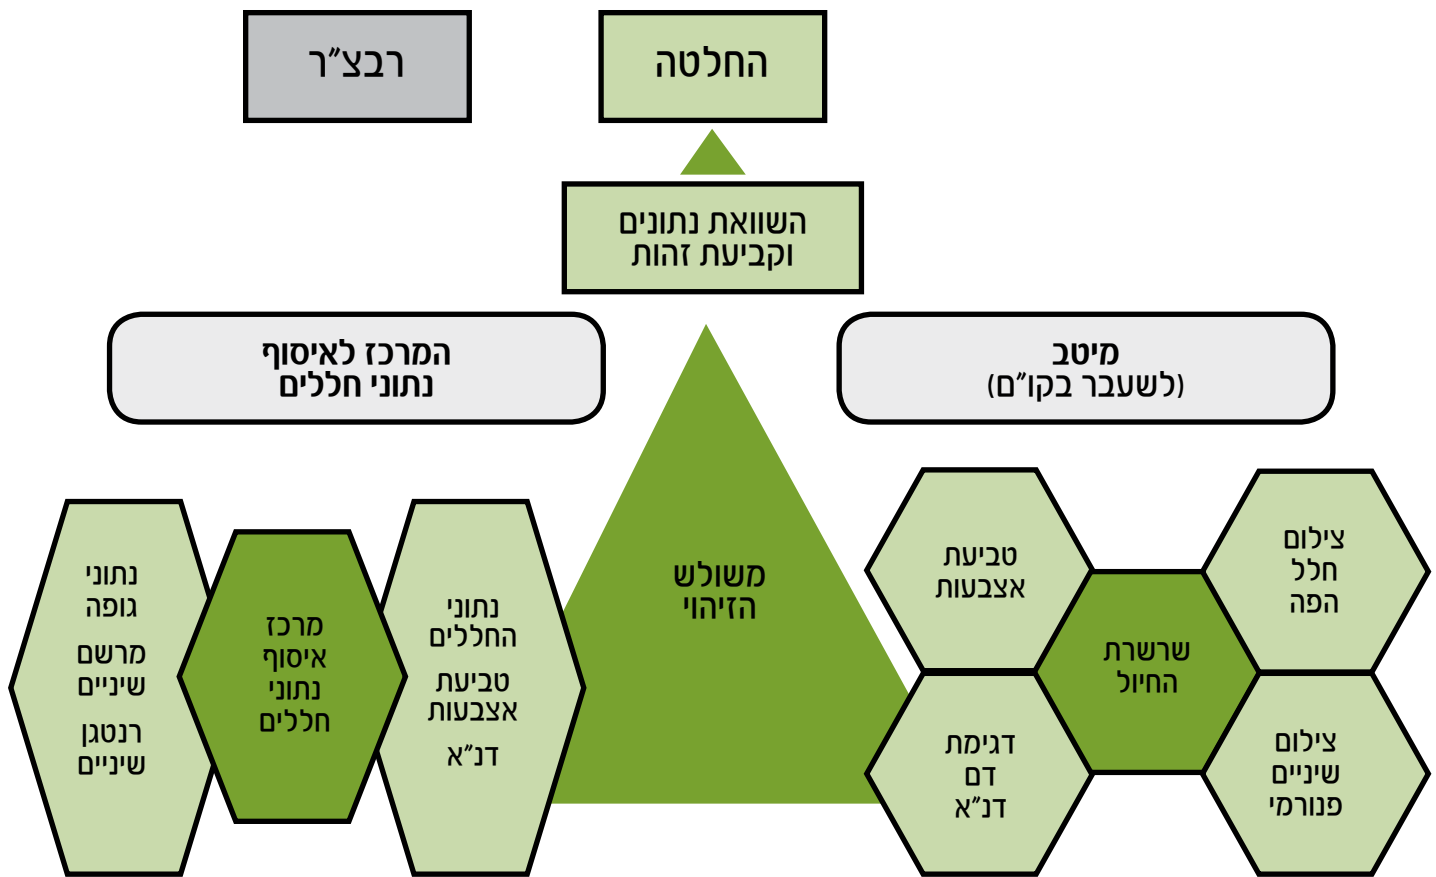 החלטה
רבצ״ר
השוואת נתונים
וקביעת זהות
מיטב
(לשעבר בקו״ם)
המרכז לאיסוף
נתוני חללים
משולש
הזיהוי
צילום
חלל
הפה
טביעת
אצבעות
שרשרת
החיול
צילום
שיניים
פנורמי
דגימת
דם
דנ״א
נתוני
החללים
טביעת
אצבעות
דנ״א
מרכז
איסוף
נתוני
חללים
נתוני
גופה
מרשם
שיניים
רנטגן
שיניים